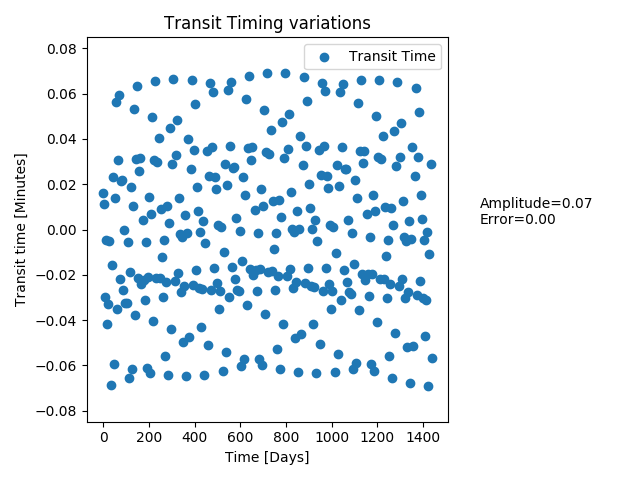 Transit Timing variations
Transit Time
Transit time [Minutes]
0.08
0.06
0.04
0.02
0.00
−0.02
−0.04
−0.06
−0.08
0 200 400 600 800 1000 1200 1400
Time [Days]
Amplitude=0.07
Error=0.00